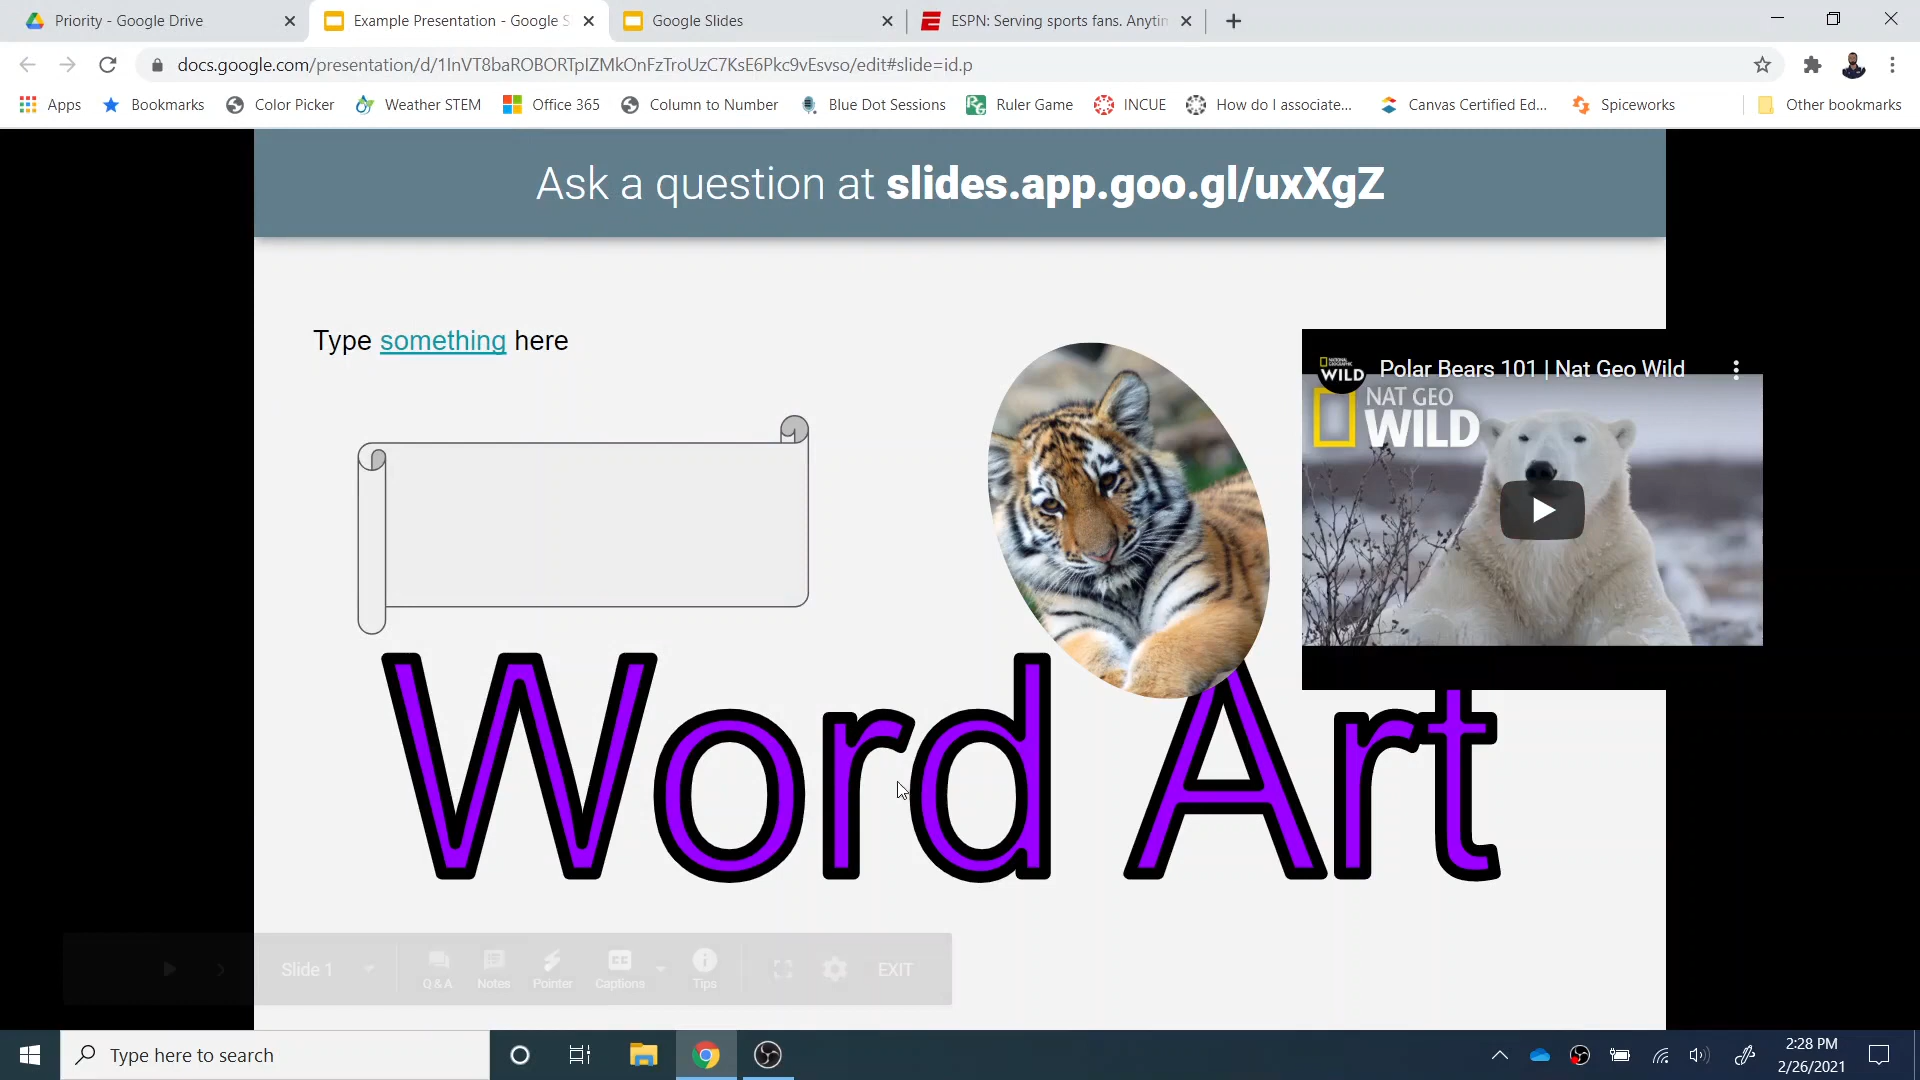 Priority - Google Drive
Example Presentation - Google S
Google Slides
ESPN: Serving sports fans. Anytin
docs.google.com/presentation/d/1InVT8baROBORTpIZMkOnFzTroUzC7KsE6Pkc9vEsvso/edit#slide=id.p
Apps Bookmarks Color Picker Weather STEM Office 365 Column to Number Blue Dot Sessions Ruler Game INCUE How do I associate... Canvas Certified Ed... Spiceworks Other bookmarks
Ask a question at slides.app.goo.gl/uxXgZ
Type something here
WILD Polar Bears 101 | Nat Geo Wild
NAT GEO
WILD
Word Art
Slide 1
Q & A Notes Pointer Captions Tips
EXIT
Type here to search
2:28 PM
2/26/2021